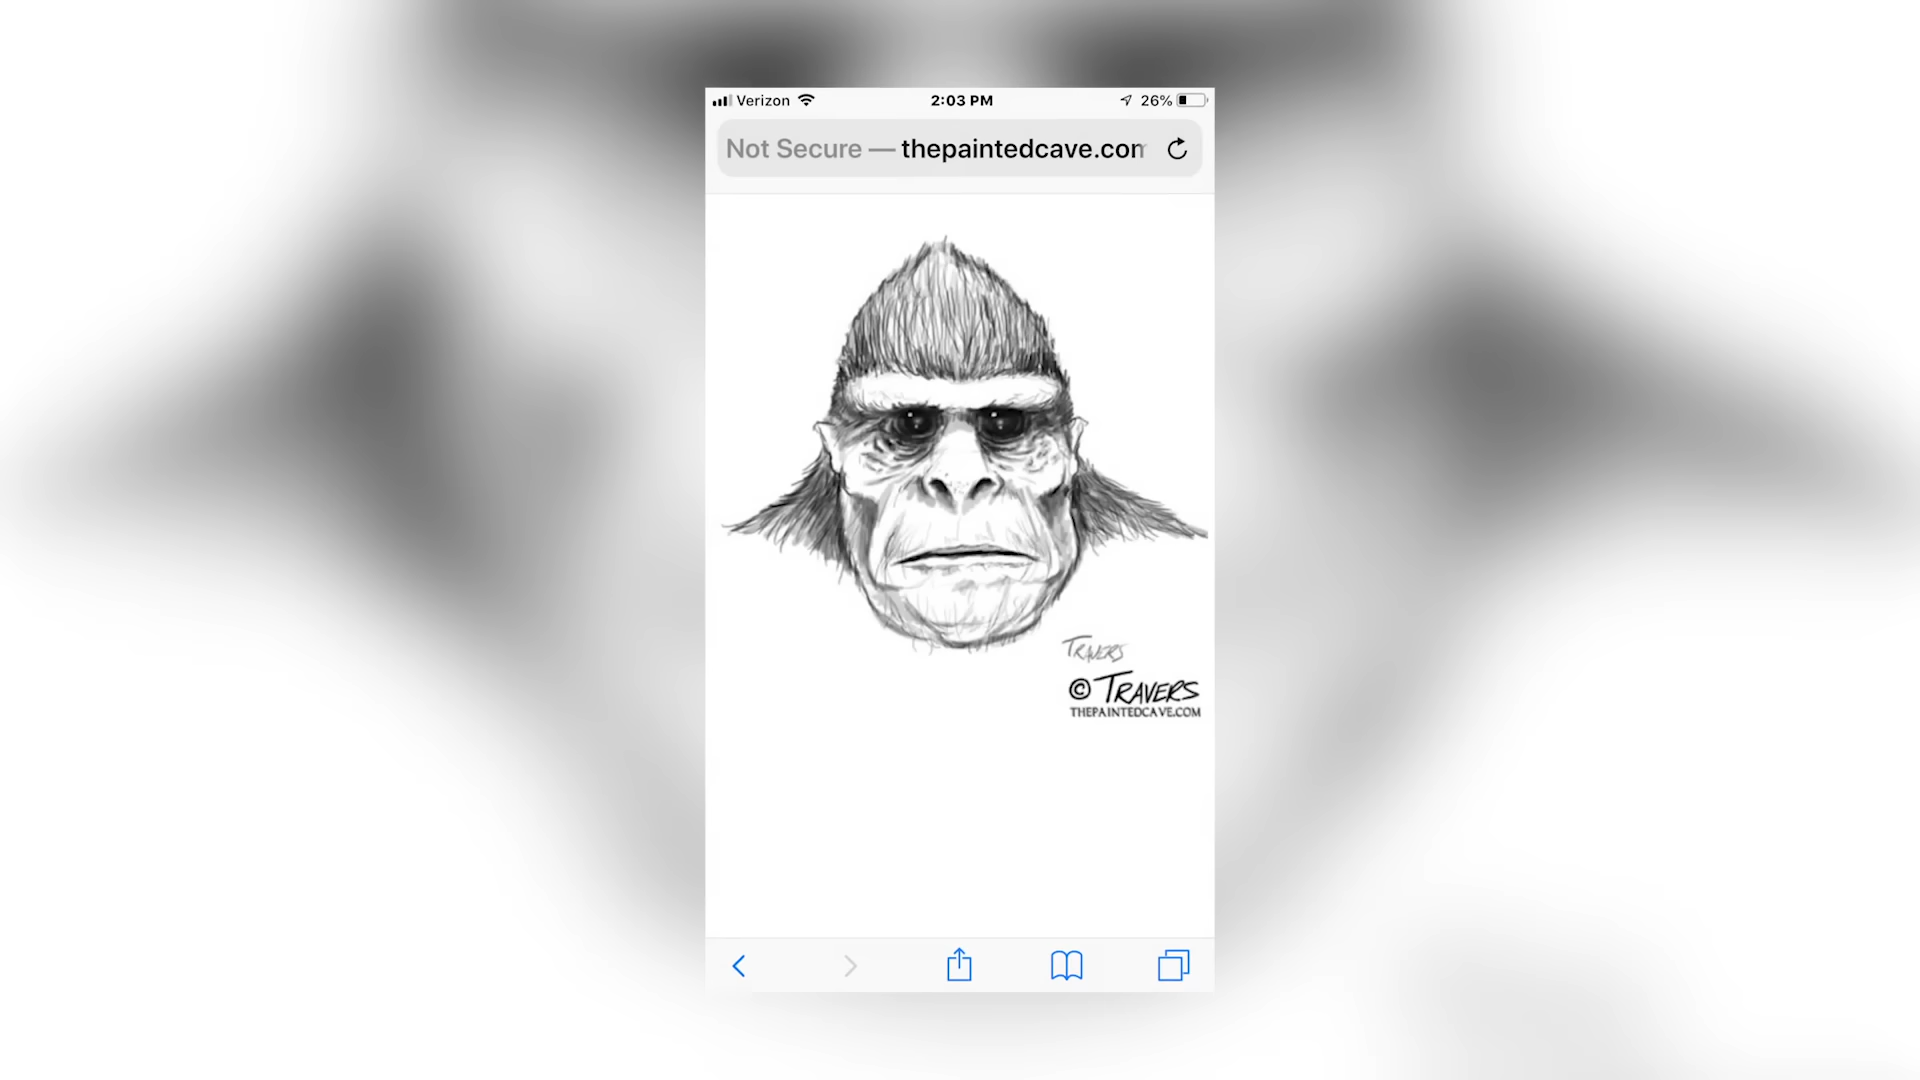 Verizon 2:03 PM 26%
Not Secure — thepaintedcave.com
TRAVERS
© TRAVERS
THEPAINTEDCAVE.COM